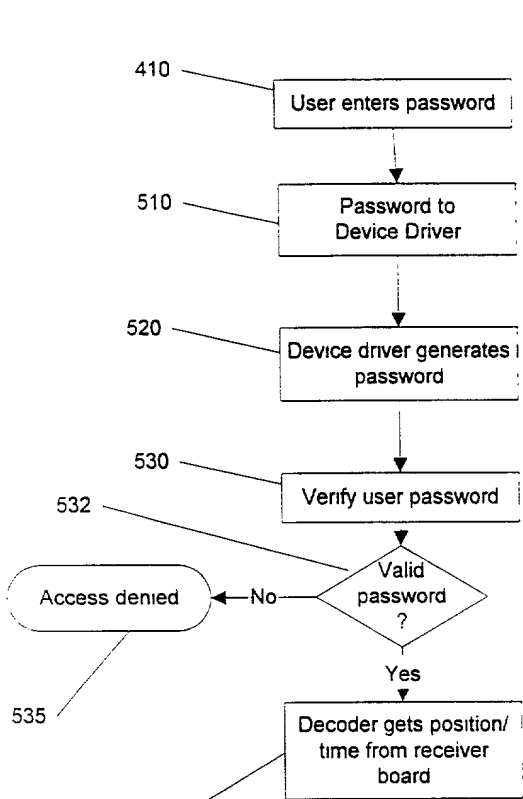 410
User enters password
510
Password to
Device Driver
520
Device driver generates
password
530
Verify user password
532
Valid
password
?
Access denied
No
Yes
535
Decoder gets position/
time from receiver
board